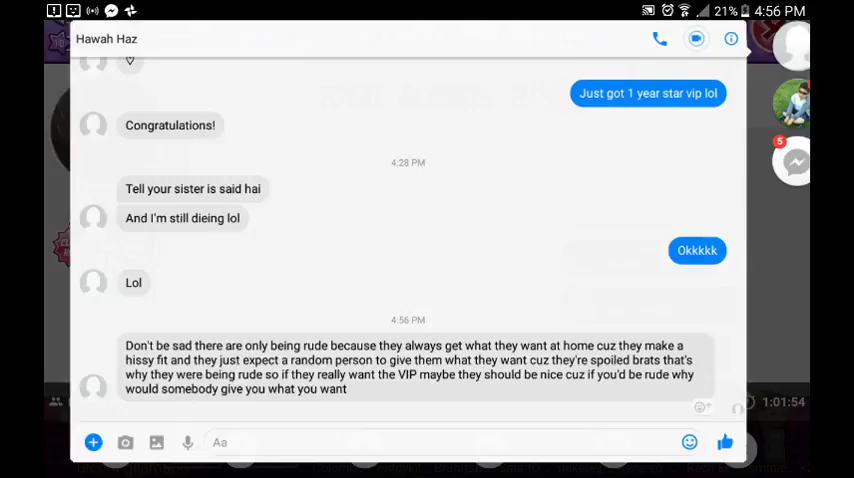 21% 4:56 PM
Hawah Haz
Just got 1 year star vip lol
Congratulations!
4:28 PM
5
Tell your sister is said hai
And I'm still dieing lol
Okkkkk
Lol
4:56 PM
Don't be sad there are only being rude because they always get what they want at home cuz they make a
hissy fit and they just expect a random person to give them what they want cuz they're spoiled brats that's
why they were being rude so if they really want the VIP maybe they should be nice cuz if you'd be rude why
would somebody give you what you want
1:01:54
Aa